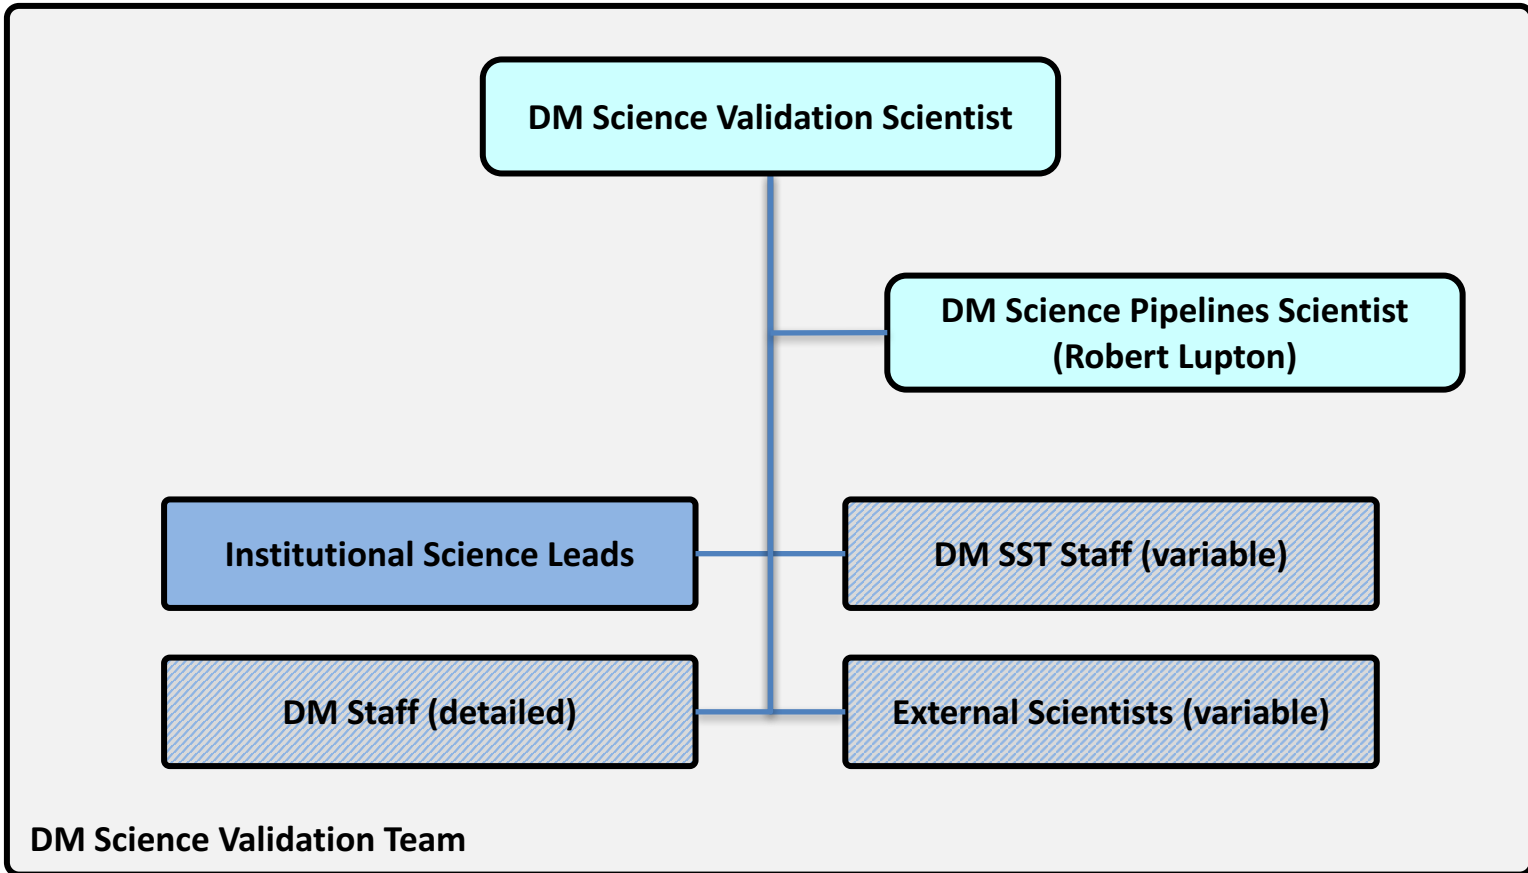 DM Science Validation Scientist
DM Science Pipelines Scientist
(Robert Lupton)
Institutional Science Leads
DM SST Staff (variable)
DM Staff (detailed)
External Scientists (variable)
DM Science Validation Team